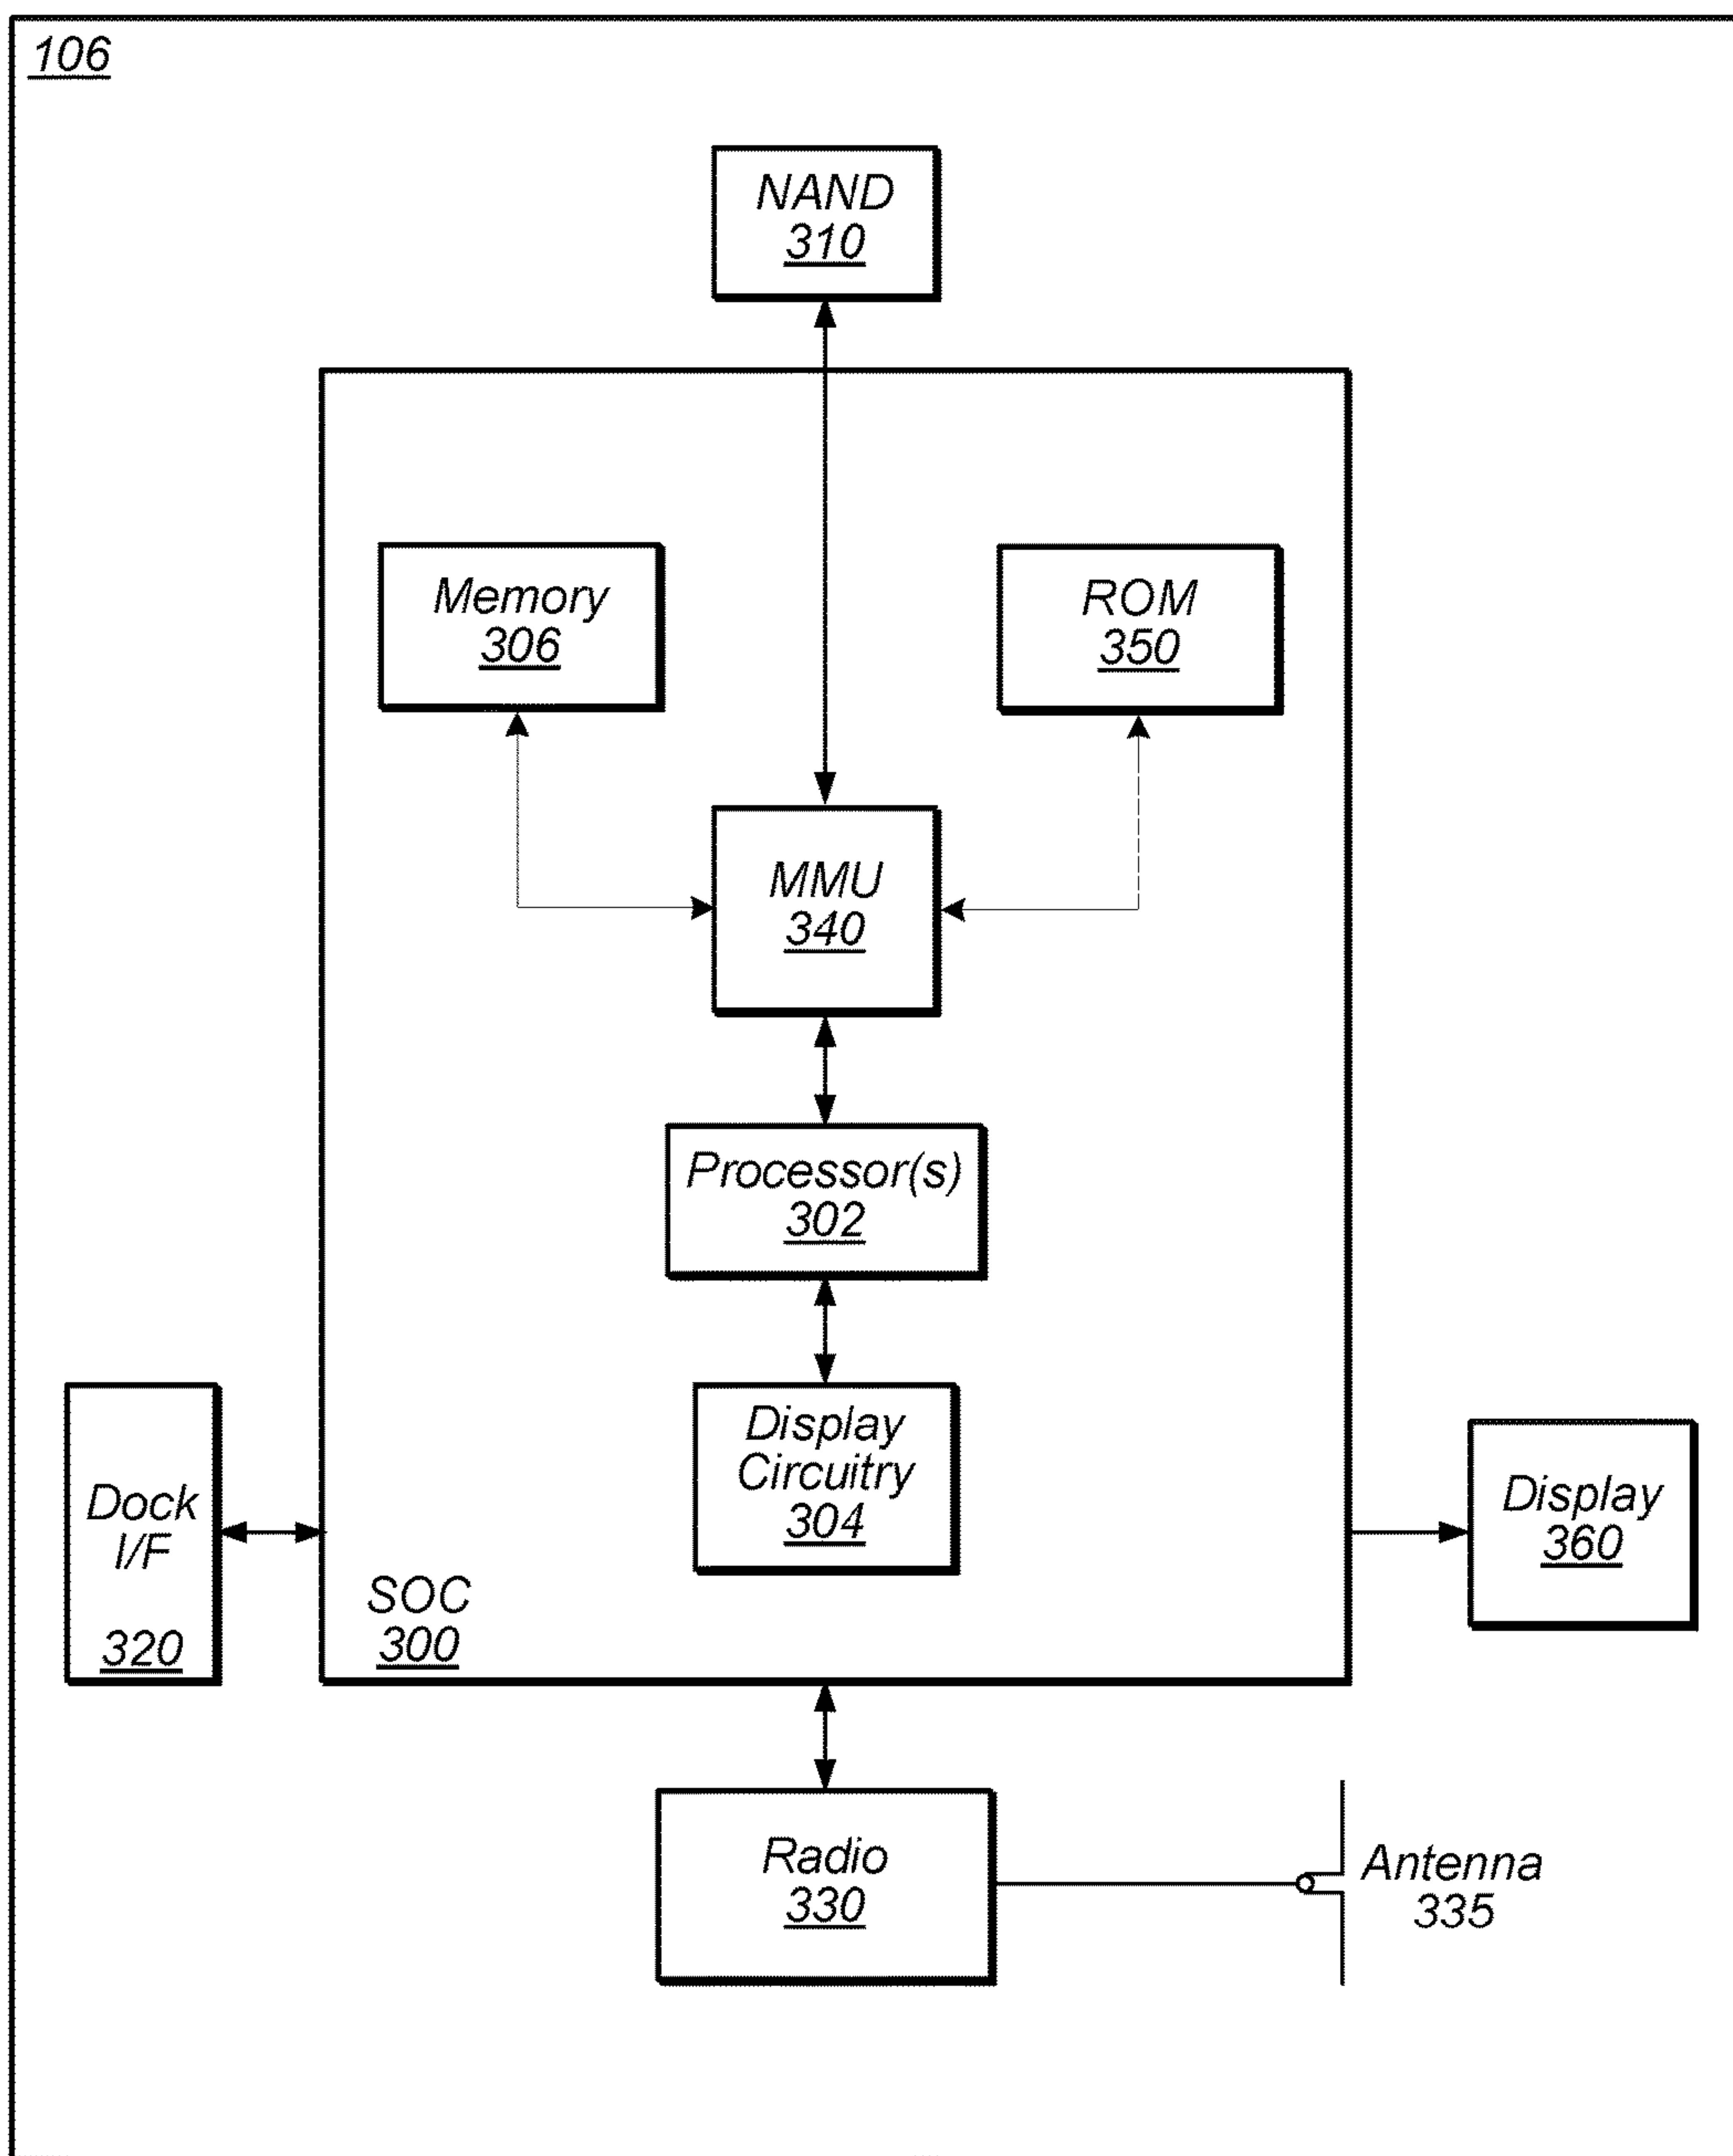 106
NAND
310
Memory
306
ROM
350
MMU
340
Processor(s)
302
Display
Circuitry
304
Dock
I/F
320
SOC
300
Display
360
Radio
330
Antenna
335